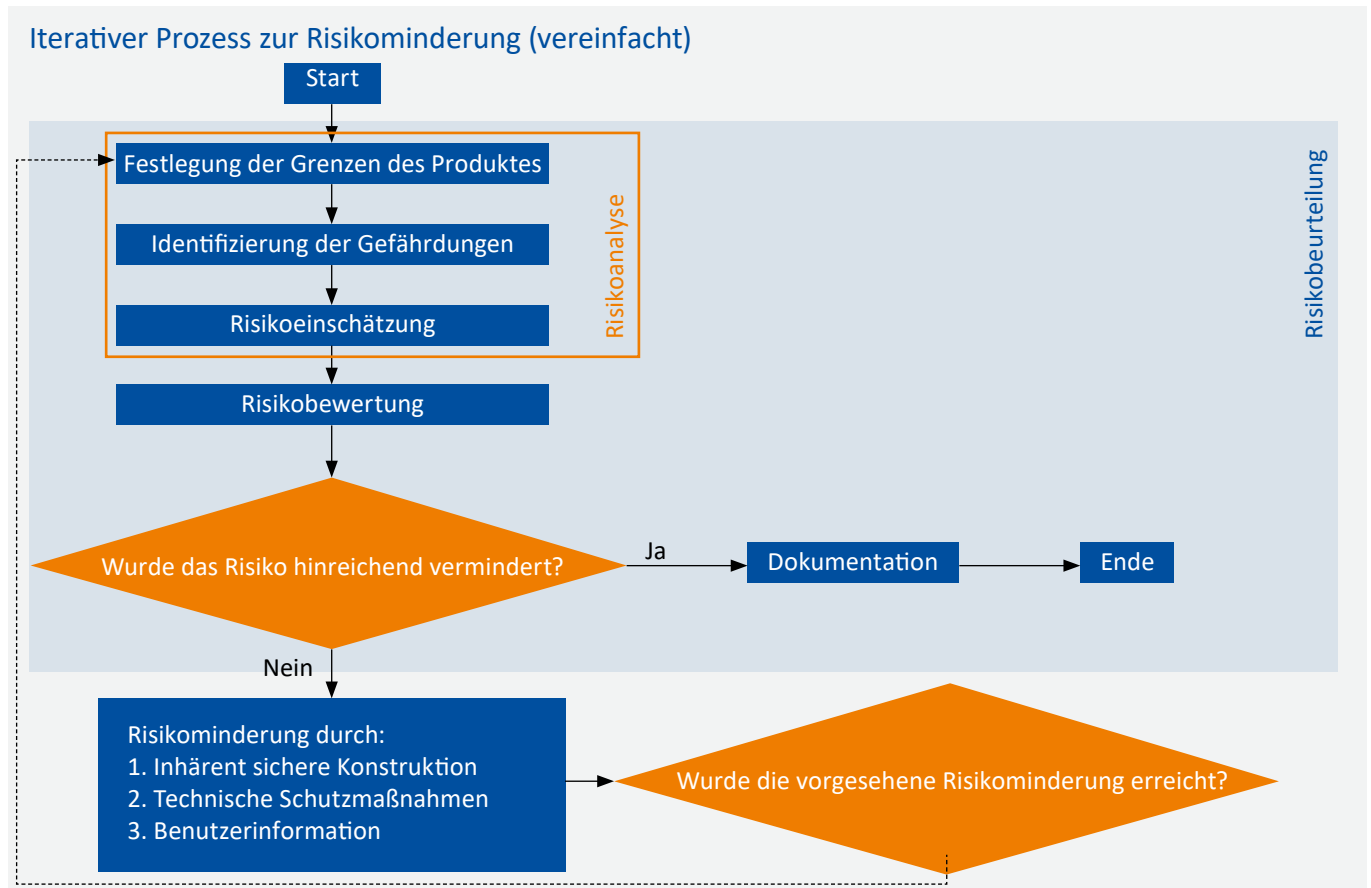 Iterativer Prozess zur Risikominderung (vereinfacht)
Start
Festlegung der Grenzen des Produktes
Identifizierung der Gefährdungen
Risikoeinschätzung
Risikoanalyse
Risikobewertung
Risikobeurteilung
Wurde das Risiko hinreichend vermindert?
Ja
Dokumentation
Ende
Nein
Risikominderung durch:
1. Inhärent sichere Konstruktion
2. Technische Schutzmaßnahmen
3. Benutzerinformation
Wurde die vorgesehene Risikominderung erreicht?